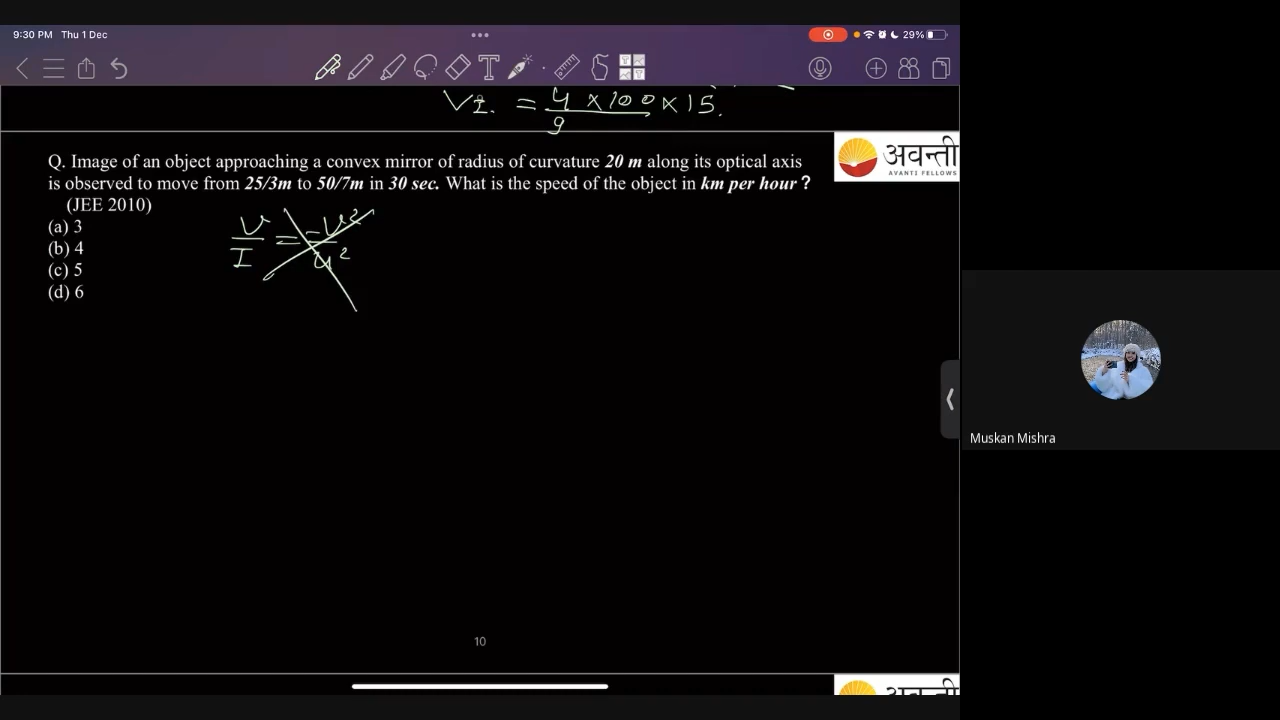 9:30 PM Thu 1 Dec
29%
V_I. = 4 × 100 × 15.
9
Q. Image of an object approaching a convex mirror of radius of curvature 20 m along its optical axis
is observed to move from 25/3m to 50/7m in 30 sec. What is the speed of the object in km per hour ?
(JEE 2010)
(a) 3
(b) 4
(c) 5
(d) 6
V/I = -V²/u²
अवन्ती
AVANTI FELLOWS
Muskan Mishra
10